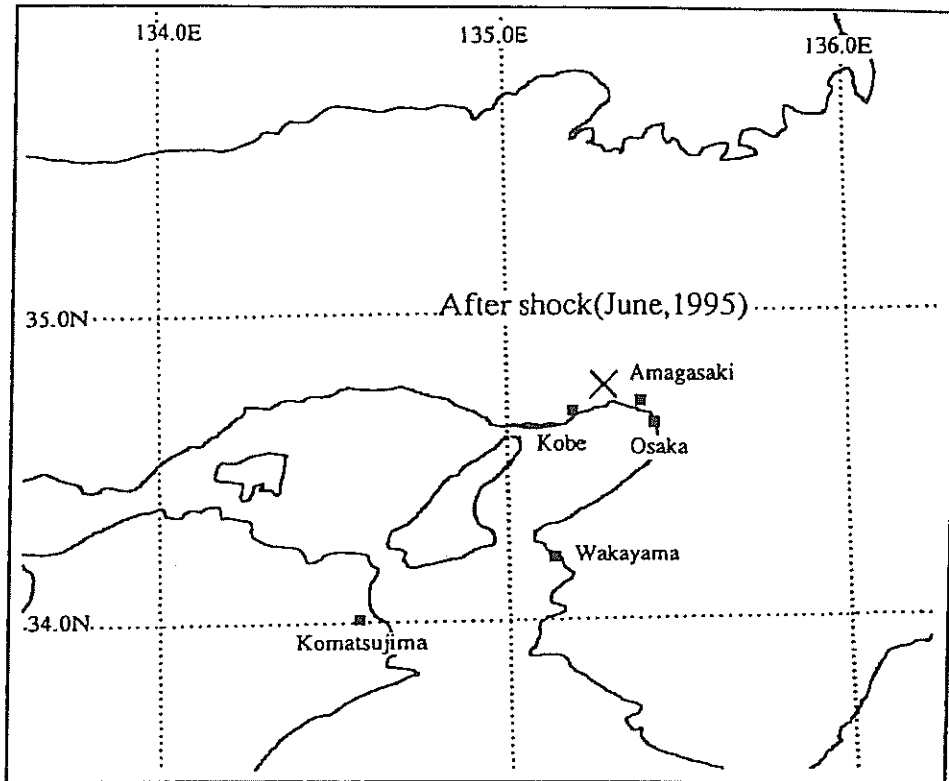 134.0E
135.0E
136.0E
35.0N
After shock(June,1995)
Amagasaki
Kobe
Osaka
Wakayama
34.0N
Komatsujima